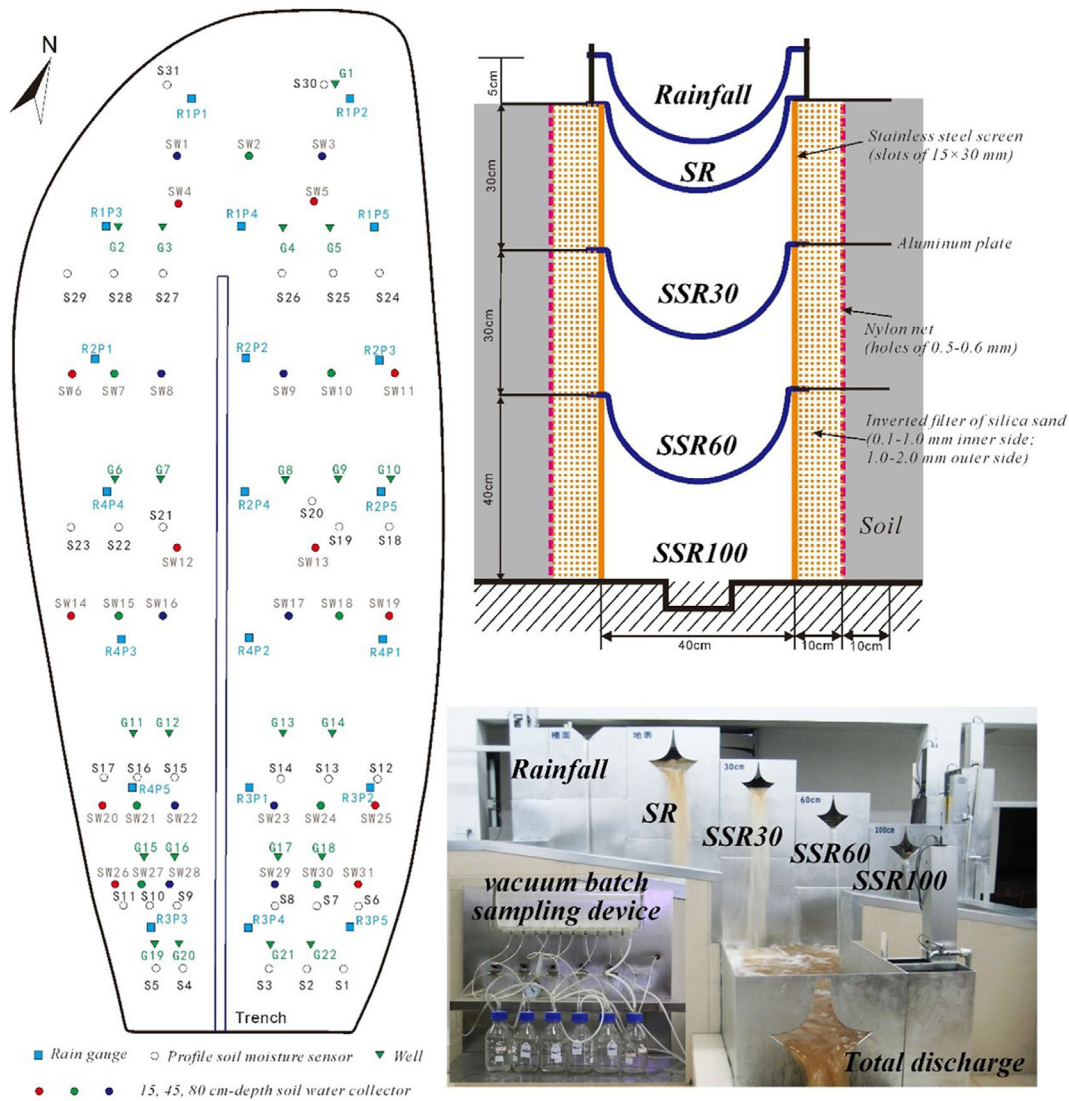 N
S31
S30
G1
R1P1
R1P2
SW1
SW2
SW3
SW4
SW5
R1P3
R1P4
R1P5
G2
G3
G4
G5
S29
S28
S27
S26
S25
S24
R2P1
R2P2
R2P3
SW6
SW7
SW8
SW9
SW10
SW11
G6
G7
G8
G9
G10
R4P4
R2P4
R2P5
S21
S20
S23
S22
S19
S18
SW12
SW13
SW14
SW15
SW16
SW17
SW18
SW19
R4P3
R4P2
R4P1
G11
G12
G13
G14
S17
S16
S15
S14
S13
S12
R4P5
R3P1
R3P2
SW20
SW21
SW22
SW23
SW24
SW25
G15
G16
G17
G18
SW26
SW27
SW28
SW29
SW30
SW31
S11
S10
S9
S8
S7
S6
R3P3
R3P4
R3P5
G19
G20
G21
G22
S5
S4
S3
S2
S1
Trench
Rain gauge
Profile soil moisture sensor
Well
15, 45, 80 cm-depth soil water collector
5cm
30cm
30cm
40cm
Rainfall
SR
SSR30
SSR60
SSR100
Stainless steel screen
(slots of 15×30 mm)
Aluminum plate
Nylon net
(holes of 0.5-0.6 mm)
Inverted filter of silica sand
(0.1-1.0 mm inner side;
1.0-2.0 mm outer side)
Soil
40cm
10cm
10cm
槽面
地表
30cm
60cm
100cm
Rainfall
SR
SSR30
SSR60
SSR100
vacuum batch
sampling device
Total discharge